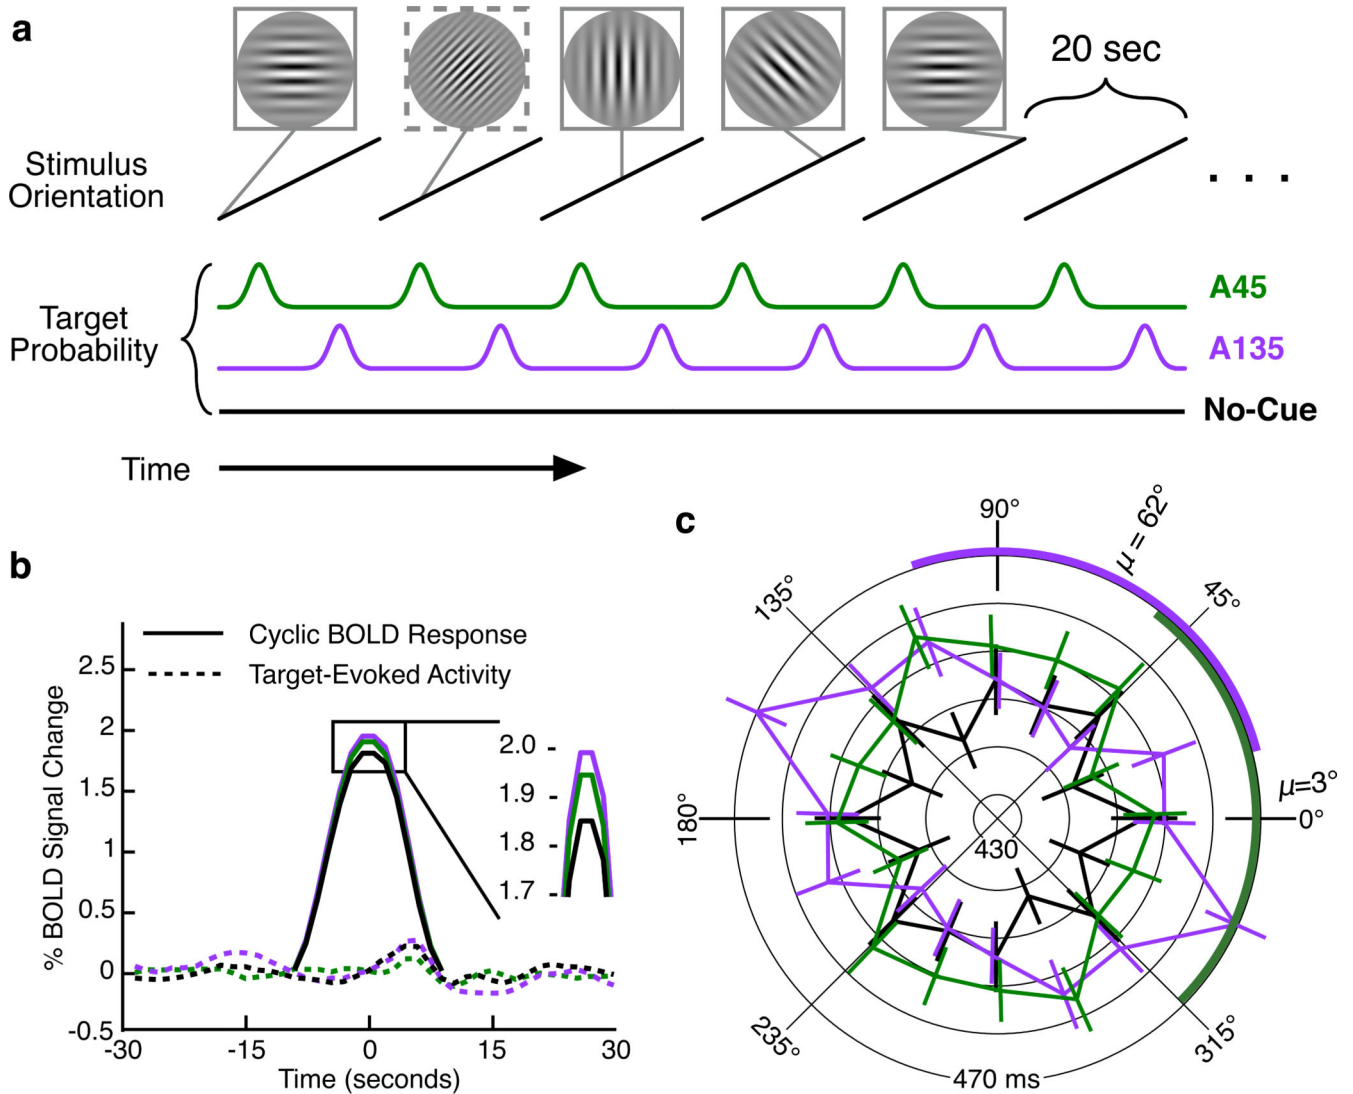 a
20 sec
Stimulus
Orientation
. . .
Target
Probability
A45
A135
No-Cue
Time
b
Cyclic BOLD Response
Target-Evoked Activity
% BOLD Signal Change
2.5
2
1.5
1
0.5
0
-0.5
-30
-15
0
15
30
Time (seconds)
2.0
1.9
1.8
1.7
c
90°
μ = 62°
45°
μ=3°
0°
315°
470 ms
235°
180°
135°
430